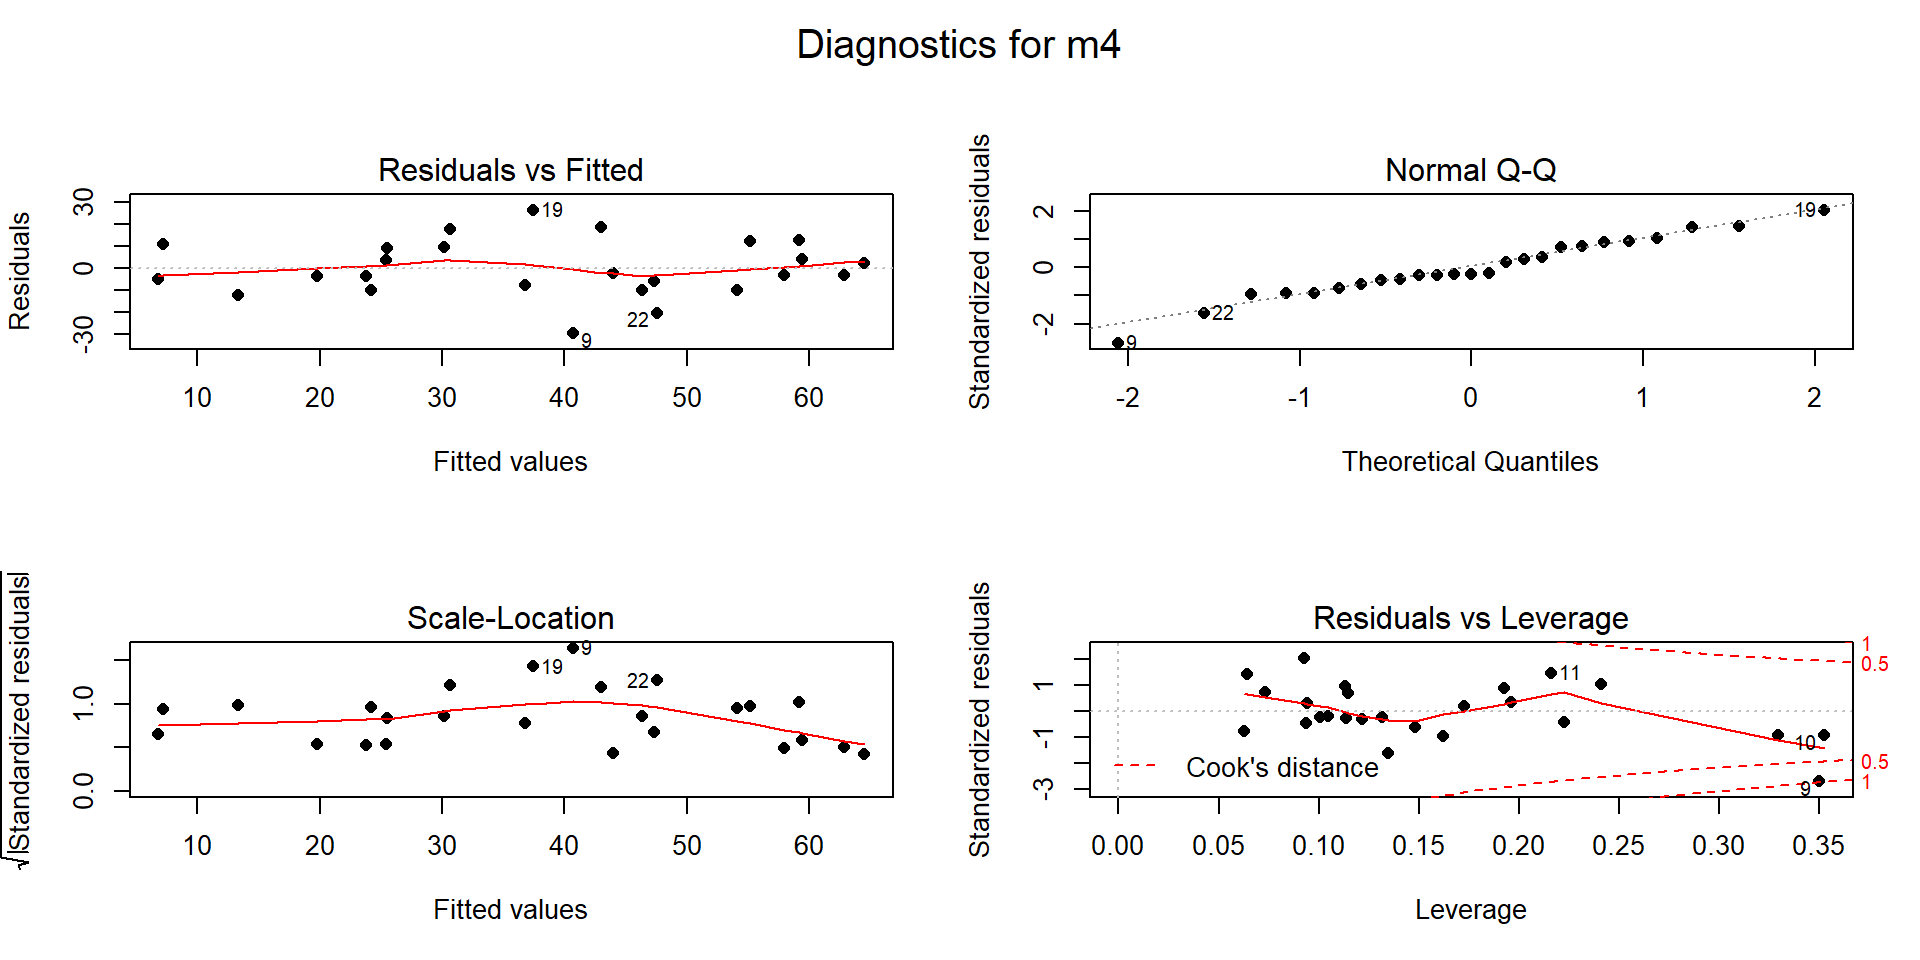 Diagnostics for m4
Residuals vs Fitted
Residuals
30
0
-30
19
22
9
10 20 30 40 50 60
Fitted values
Normal Q-Q
Standardized residuals
2
0
-2
19
22
9
-2 -1 0 1 2
Theoretical Quantiles
Scale-Location
√|Standardized residuals|
1.0
0.0
9
19
22
10 20 30 40 50 60
Fitted values
Residuals vs Leverage
Standardized residuals
1
-1
-3
1
0.5
11
10
0.5
1
9
Cook's distance
0.00 0.05 0.10 0.15 0.20 0.25 0.30 0.35
Leverage